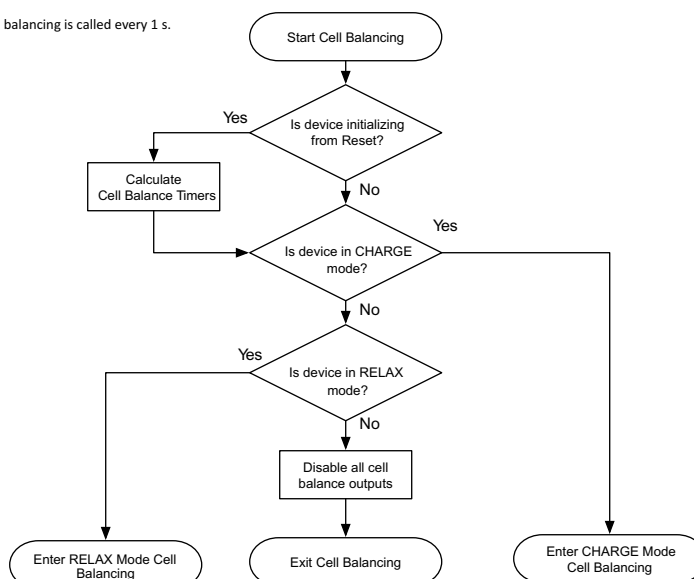 balancing is called every 1 s.
Start Cell Balancing
Yes
Is device initializing
from Reset?
Calculate
Cell Balance Timers
No
Yes
Is device in CHARGE
mode?
No
Yes
Is device in RELAX
mode?
No
Disable all cell
balance outputs
Enter RELAX Mode Cell
Balancing
Exit Cell Balancing
Enter CHARGE Mode
Cell Balancing